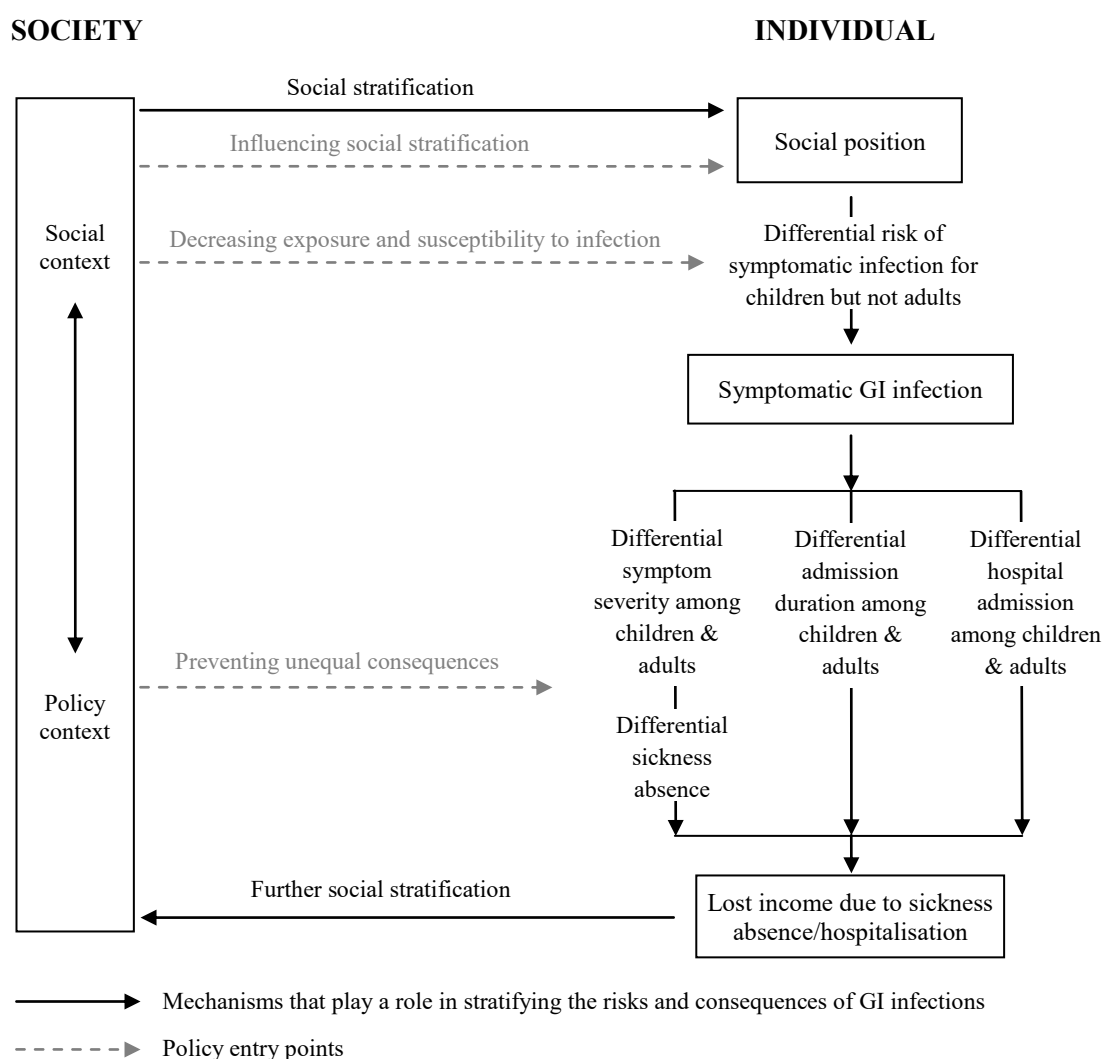 SOCIETY
INDIVIDUAL
Social stratification
Influencing social stratification
Social position
Social
context
Decreasing exposure and susceptibility to infection
Differential risk of
symptomatic infection for
children but not adults
Symptomatic GI infection
Differential
symptom
severity among
children &
adults
Differential
admission
duration among
children &
adults
Differential
hospital
admission
among children
& adults
Preventing unequal consequences
Policy
context
Differential
sickness
absence
Further social stratification
Lost income due to sickness
absence/hospitalisation
Mechanisms that play a role in stratifying the risks and consequences of GI infections
Policy entry points